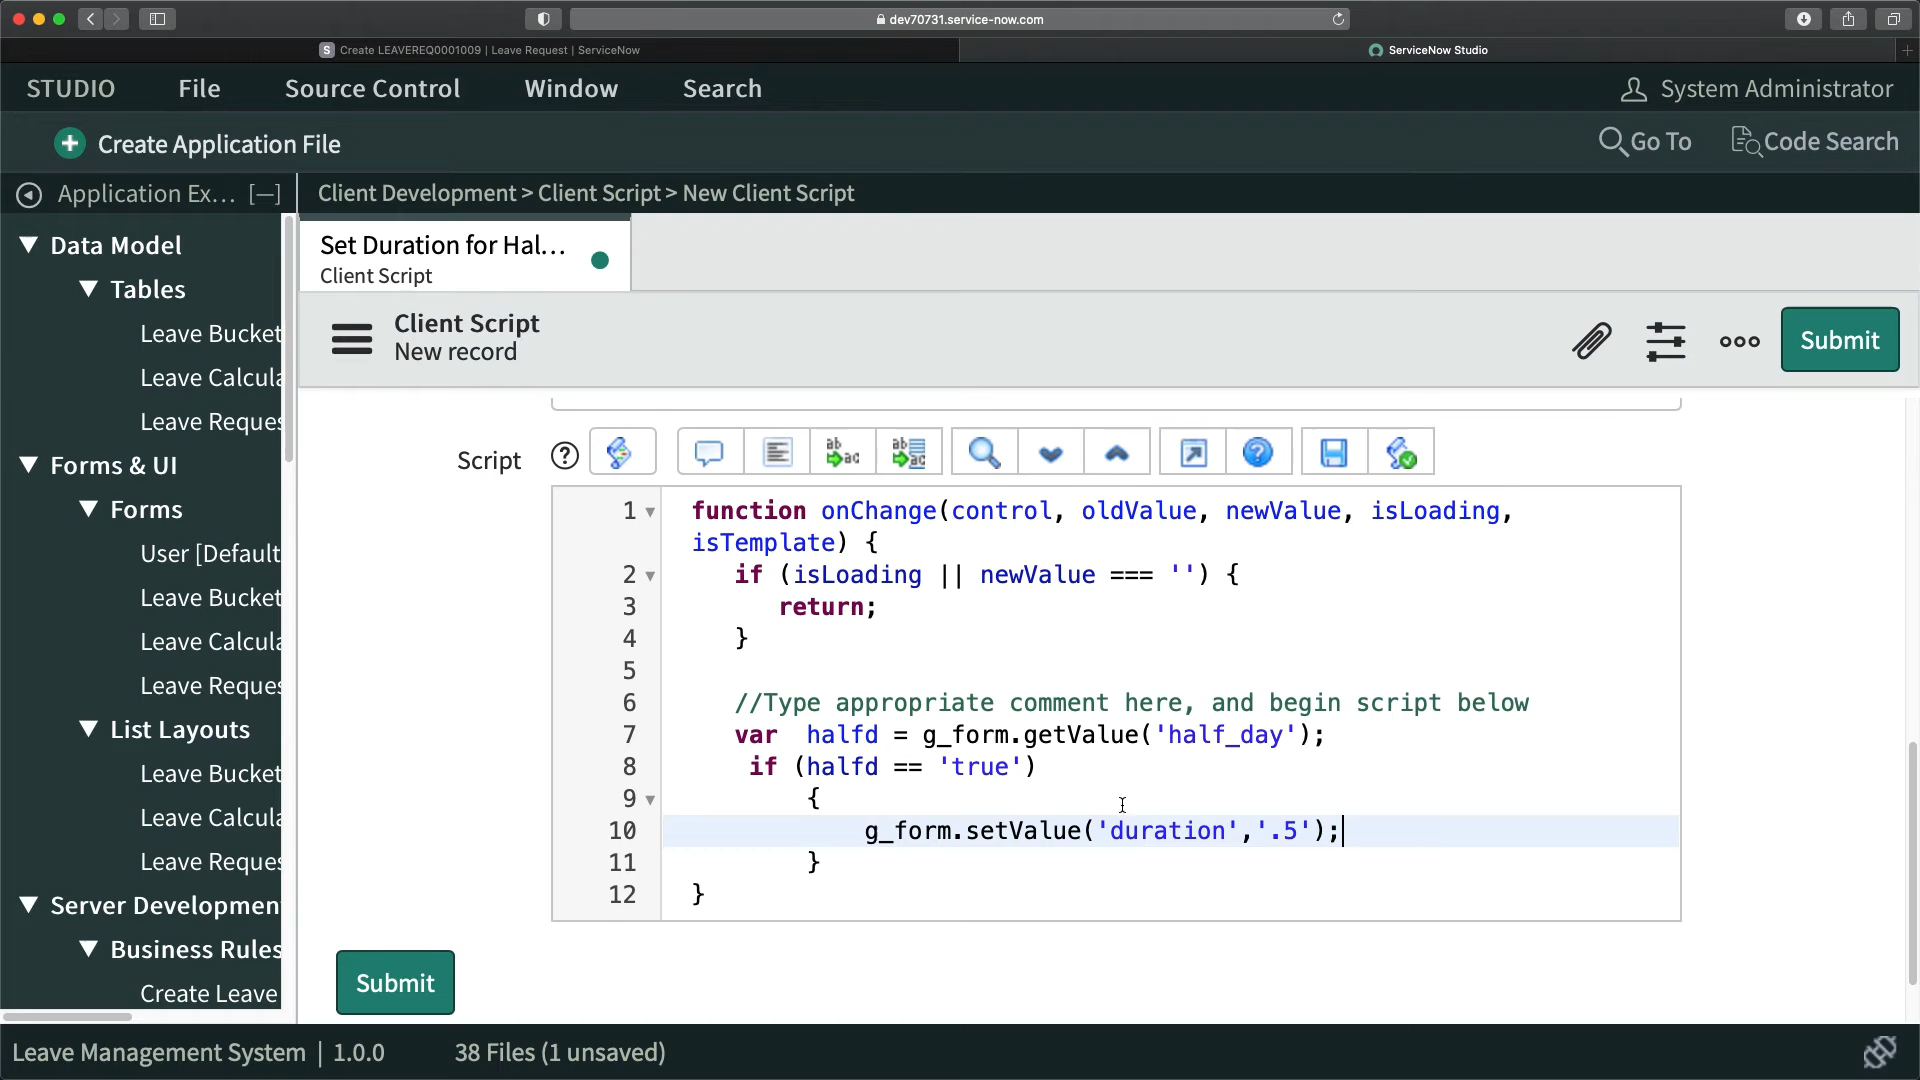 dev70731.service-now.com
S Create LEAVEREQ0001009 | Leave Request | ServiceNow
ServiceNow Studio
STUDIO File Source Control Window Search System Administrator
Create Application File
Go To Code Search
Application Ex... [—]
Client Development > Client Script > New Client Script
Data Model
Tables
Leave Bucket
Leave Calcula
Leave Reques
Forms & UI
Forms
User [Default
Leave Bucket
Leave Calcula
Leave Reques
List Layouts
Leave Bucket
Leave Calcula
Leave Reques
Server Developmen
Business Rules
Create Leave
Set Duration for Hal...
Client Script
Client Script
New record
Submit
Script
1 function onChange(control, oldValue, newValue, isLoading,
isTemplate) {
2 if (isLoading || newValue === '') {
3 return;
4 }
5
6 //Type appropriate comment here, and begin script below
7 var halfd = g_form.getValue('half_day');
8 if (halfd == 'true')
9 {
10 g_form.setValue('duration','.5');
11 }
12 }
Submit
Leave Management System | 1.0.0 38 Files (1 unsaved)